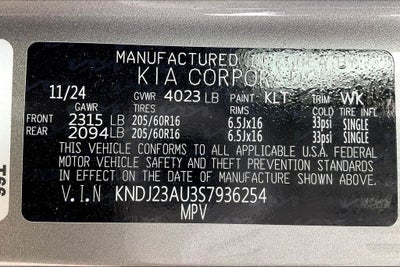 MANUFACTURED
KIA CORPORATION
11/24 GVWR 4023 LB PAINT KLT TRIM WK
GAWR TIRES RIMS COLD TIRE INFL
FRONT 2315 LB 205/60R16 6.5JX16 33psi SINGLE
REAR 2094 LB 205/60R16 6.5JX16 33psi SINGLE
THIS VEHICLE CONFORMS TO ALL APPLICABLE U.S.A. FEDERAL
MOTOR VEHICLE SAFETY AND THEFT PREVENTION STANDARDS
IN EFFECT ON THE DATE OF MANUFACTURE SHOWN ABOVE.
V.I.N KNDJ23AU3S7936254
MPV